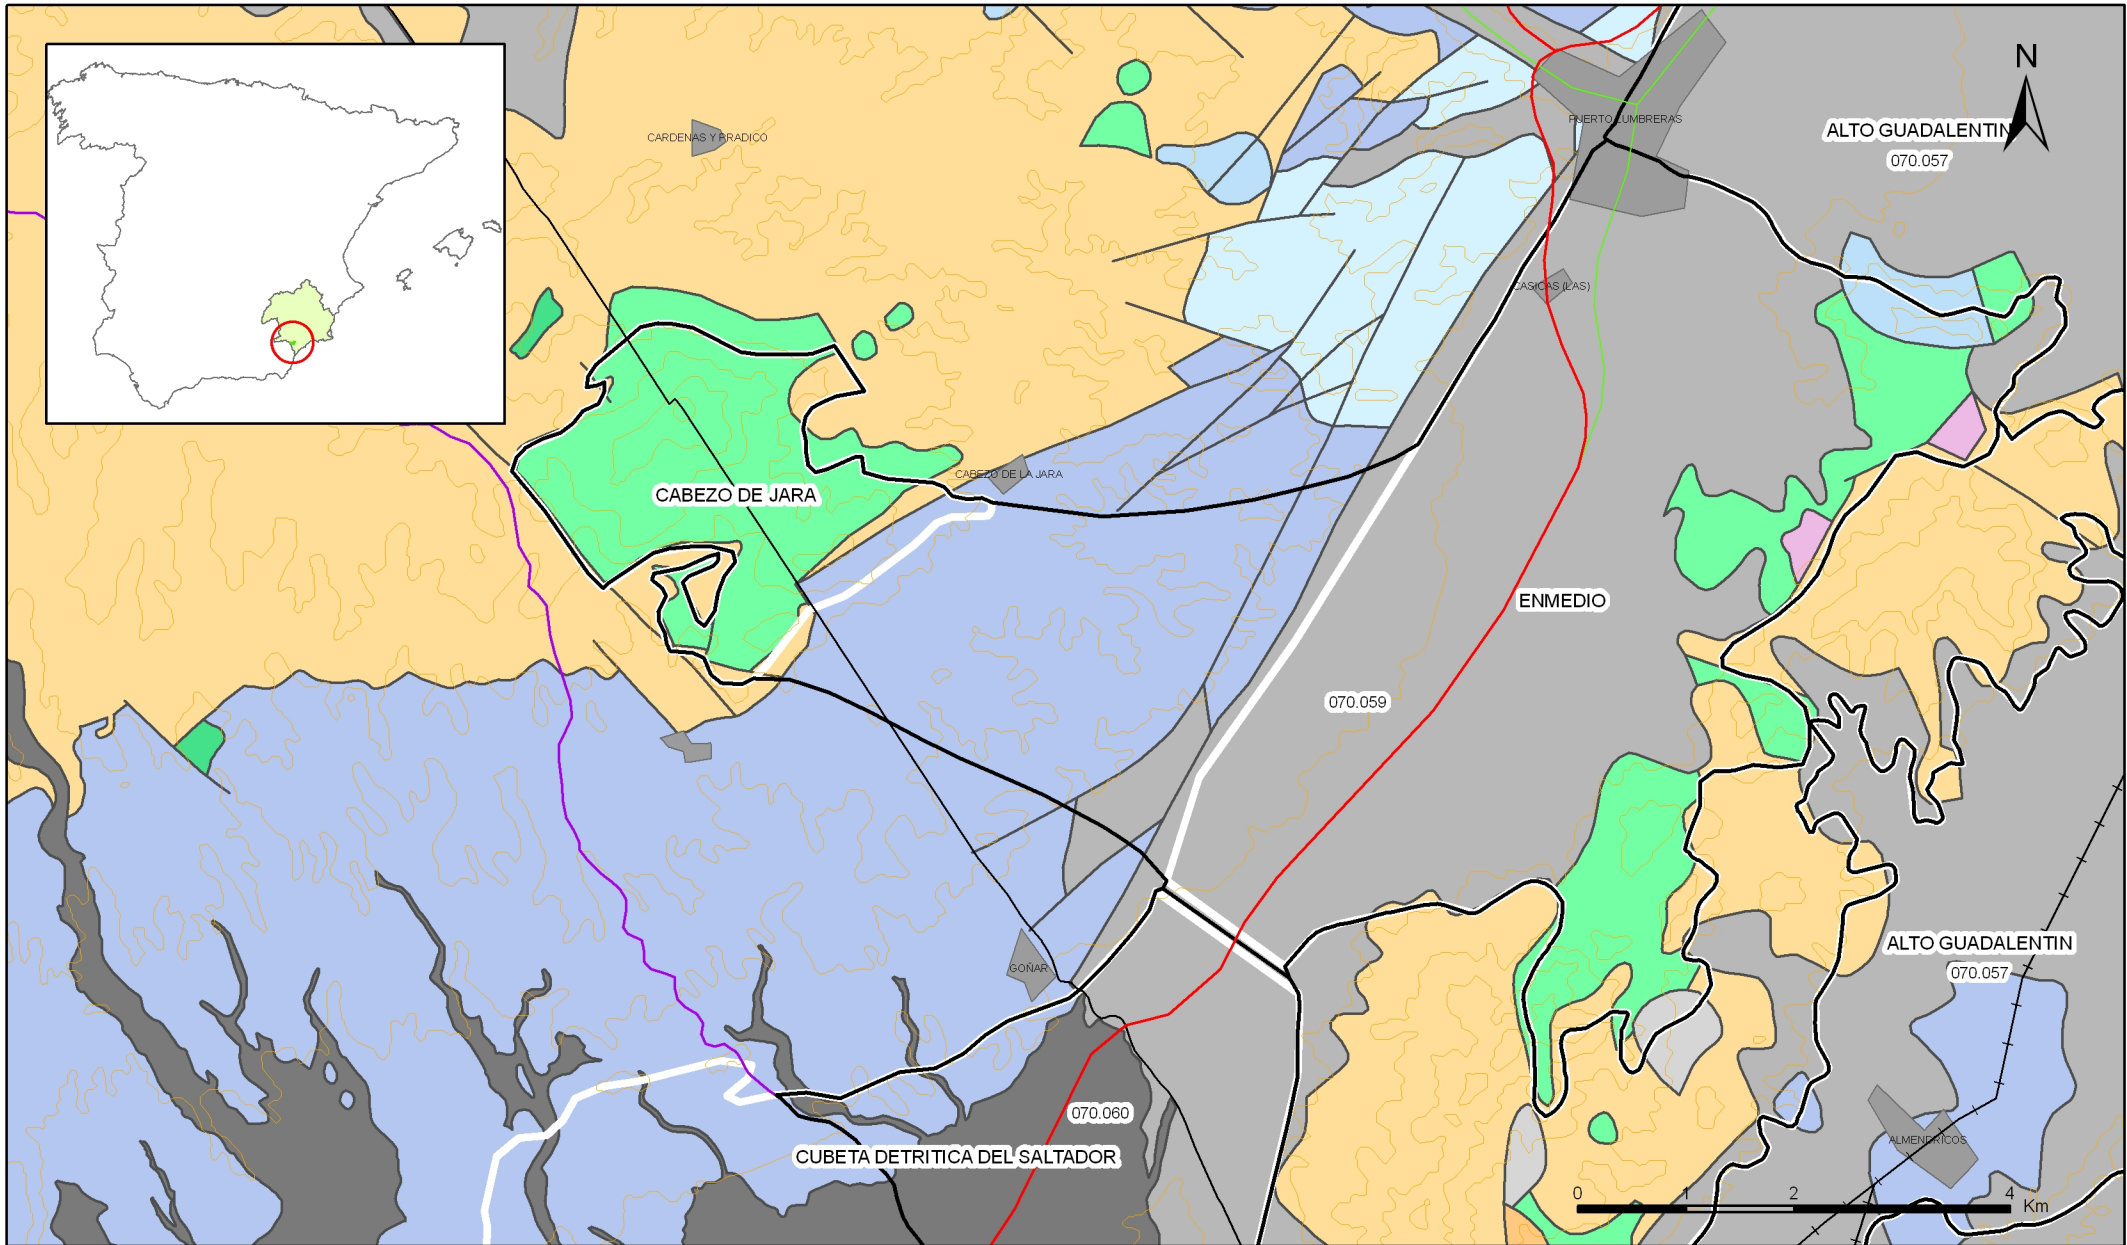 N
PUERTO LUMBRERAS
ALTO GUADALENTIN
070.057
CARDENAS Y PRADICO
CASICAS (LAS)
CABEZO DE LA JARA
CABEZO DE JARA
ENMEDIO
070.059
ALTO GUADALENTIN
070.057
GOÑAR
070.060
ALMENDRICOS
CUBETA DETRITICA DEL SALTADOR
0 1 2 4
Km